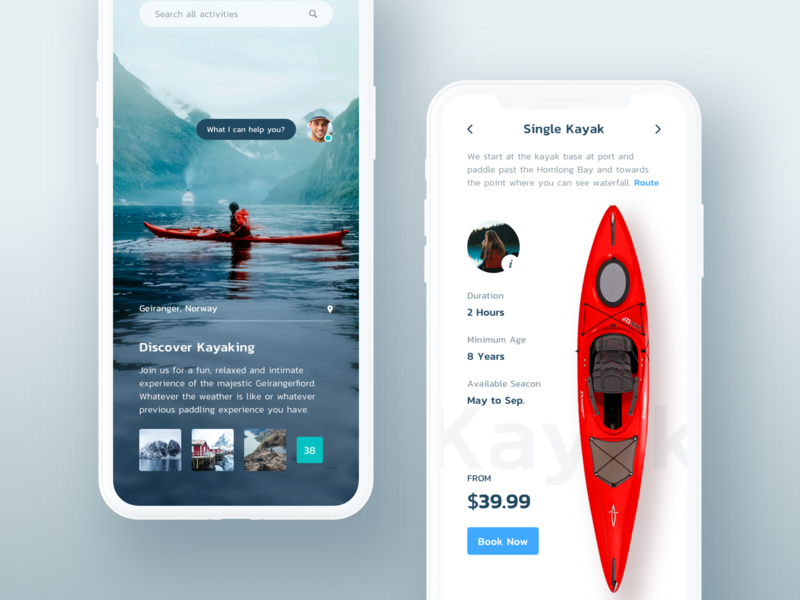 Search all activities
What I can help you?
Geiranger, Norway
Discover Kayaking
Join us for a fun, relaxed and intimate
experience of the majestic Geirangerfiord.
Whatever the weather is like or whatever
previous paddling experience you have.
38
Single Kayak
We start at the kayak base at port and
paddle past the Homlong Bay and towards
the point where you can see waterfall. Route
i
Duration
2 Hours
Minimum Age
8 Years
Available Seacon
May to Sep.
Kayak
FROM
$39.99
Book Now